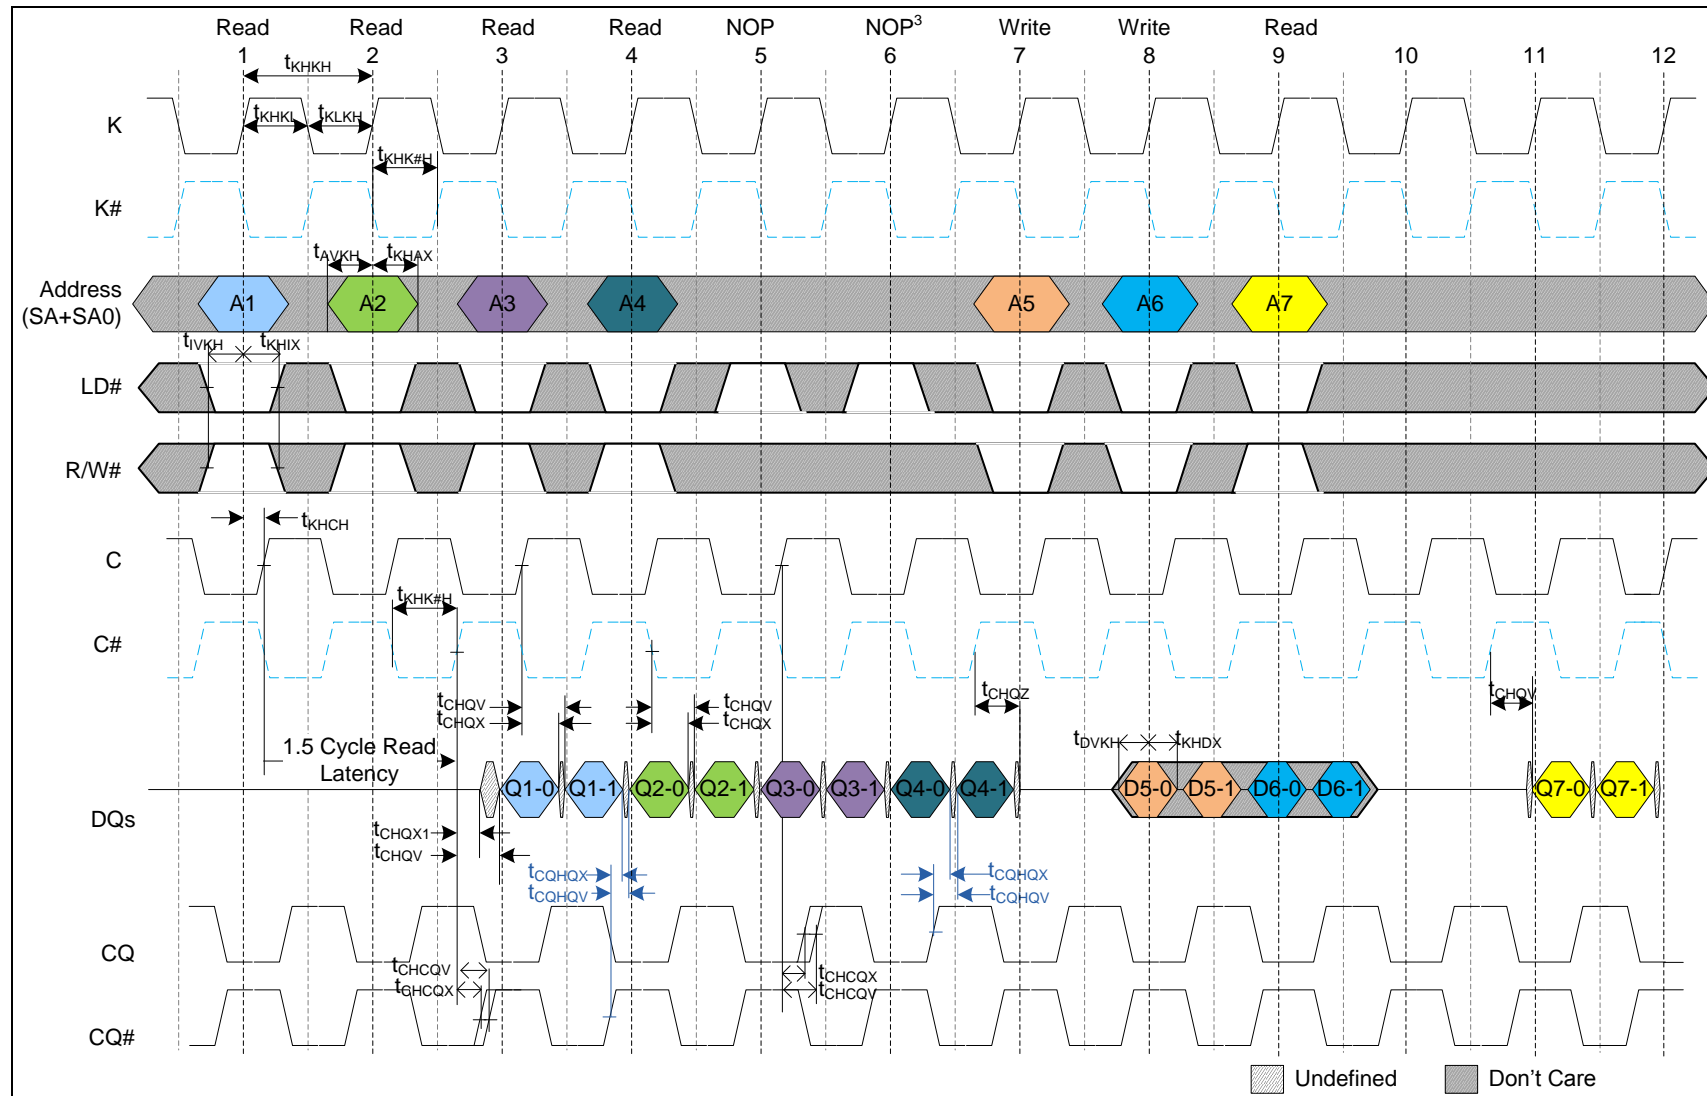 Read Read Read Read NOP NOP3 Write Write Read
1 2 3 4 5 6 7 8 9 10 11 12
tKHKH
K
tKHKL tKLKH
tKHK#H
K#
tAVKH tKHAX
Address
(SA+SA0)
A1 A2 A3 A4 A5 A6 A7
tIVKH tKHIX
LD#
R/W#
tKHCH
C
tKHK#H
C#
tCHQV tCHQV tCHQZ tCHQV
tCHQX tCHQX
tDVKH tKHDX
1.5 Cycle Read
Latency
Q1-0 Q1-1 Q2-0 Q2-1 Q3-0 Q3-1 Q4-0 Q4-1 D5-0 D5-1 D6-0 D6-1 Q7-0 Q7-1
DQs
tCHQX1
tCHQV
tCQHQX tCQHQX
tCQHQV tCQHQV
CQ
tCHCQV tCHCQX
tCHCQX tCHCQV
CQ#
Undefined Don't Care